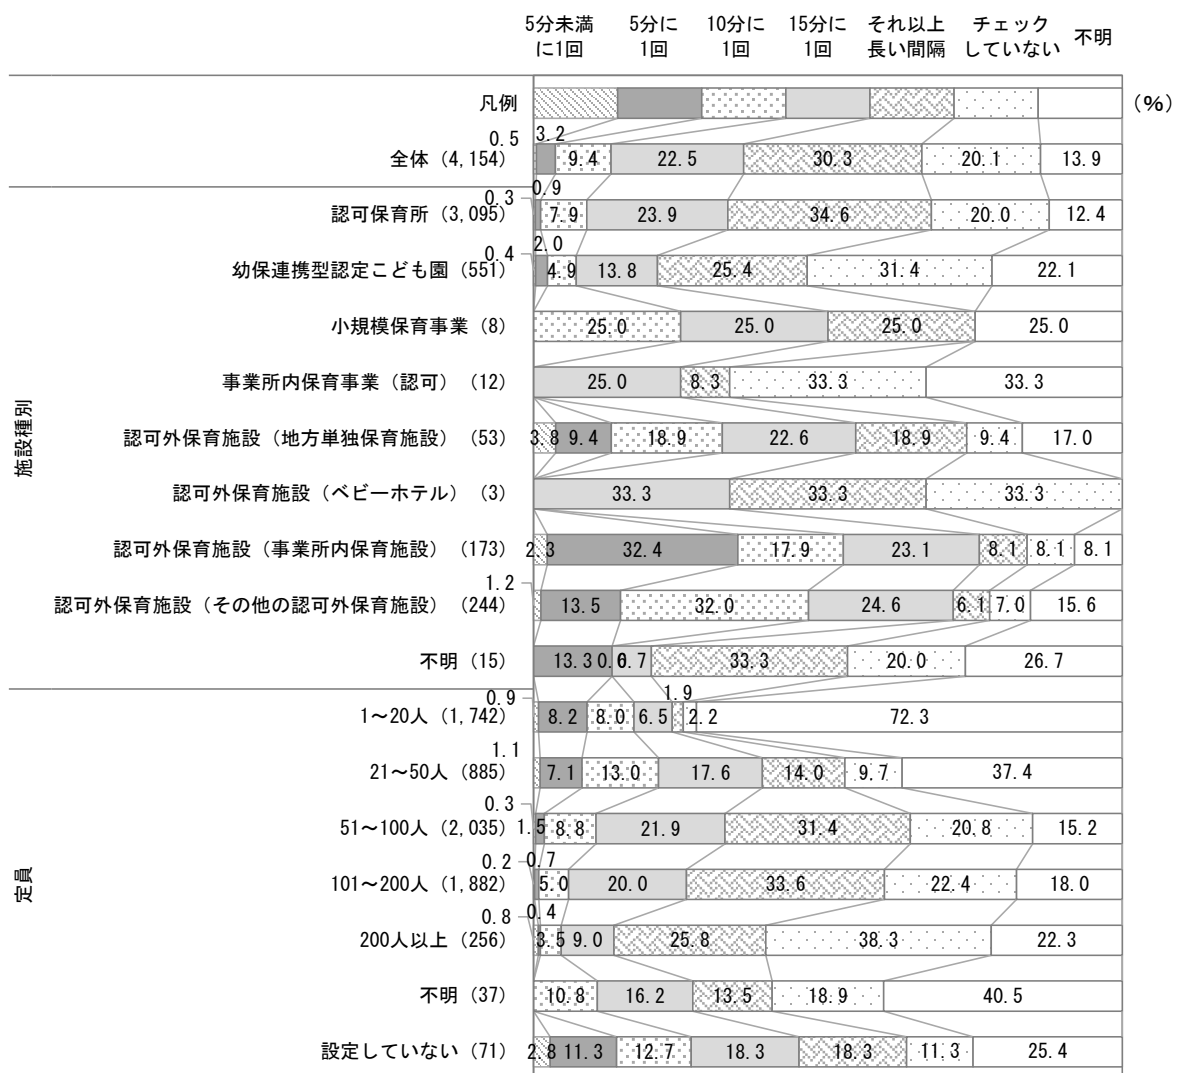 5分未満に1回 5分に1回 10分に1回 15分に1回 それ以上長い間隔 チェックしていない 不明
凡例 (%)
全体 (4,154) 0.5 3.2 9.4 22.5 30.3 20.1 13.9
施設種別
認可保育所 (3,095) 0.3 0.9 7.9 23.9 34.6 20.0 12.4
幼保連携型認定こども園 (551) 0.4 2.0 4.9 13.8 25.4 31.4 22.1
小規模保育事業 (8) 25.0 25.0 25.0 25.0
事業所内保育事業（認可） (12) 25.0 8.3 33.3 33.3
認可外保育施設（地方単独保育施設） (53) 3.8 9.4 18.9 22.6 18.9 9.4 17.0
認可外保育施設（ベビーホテル） (3) 33.3 33.3 33.3
認可外保育施設（事業所内保育施設） (173) 2.3 32.4 17.9 23.1 8.1 8.1 8.1
認可外保育施設（その他の認可外保育施設） (244) 1.2 13.5 32.0 24.6 6.1 7.0 15.6
不明 (15) 13.3 0.0 6.7 33.3 20.0 26.7
定員
1～20人 (1,742) 0.9 8.2 8.0 6.5 1.9 2.2 72.3
21～50人 (885) 1.1 7.1 13.0 17.6 14.0 9.7 37.4
51～100人 (2,035) 0.3 1.5 8.8 21.9 31.4 20.8 15.2
101～200人 (1,882) 0.2 0.7 5.0 20.0 33.6 22.4 18.0
200人以上 (256) 0.8 0.4 3.5 9.0 25.8 38.3 22.3
不明 (37) 10.8 16.2 13.5 18.9 40.5
設定していない (71) 2.8 11.3 12.7 18.3 18.3 11.3 25.4